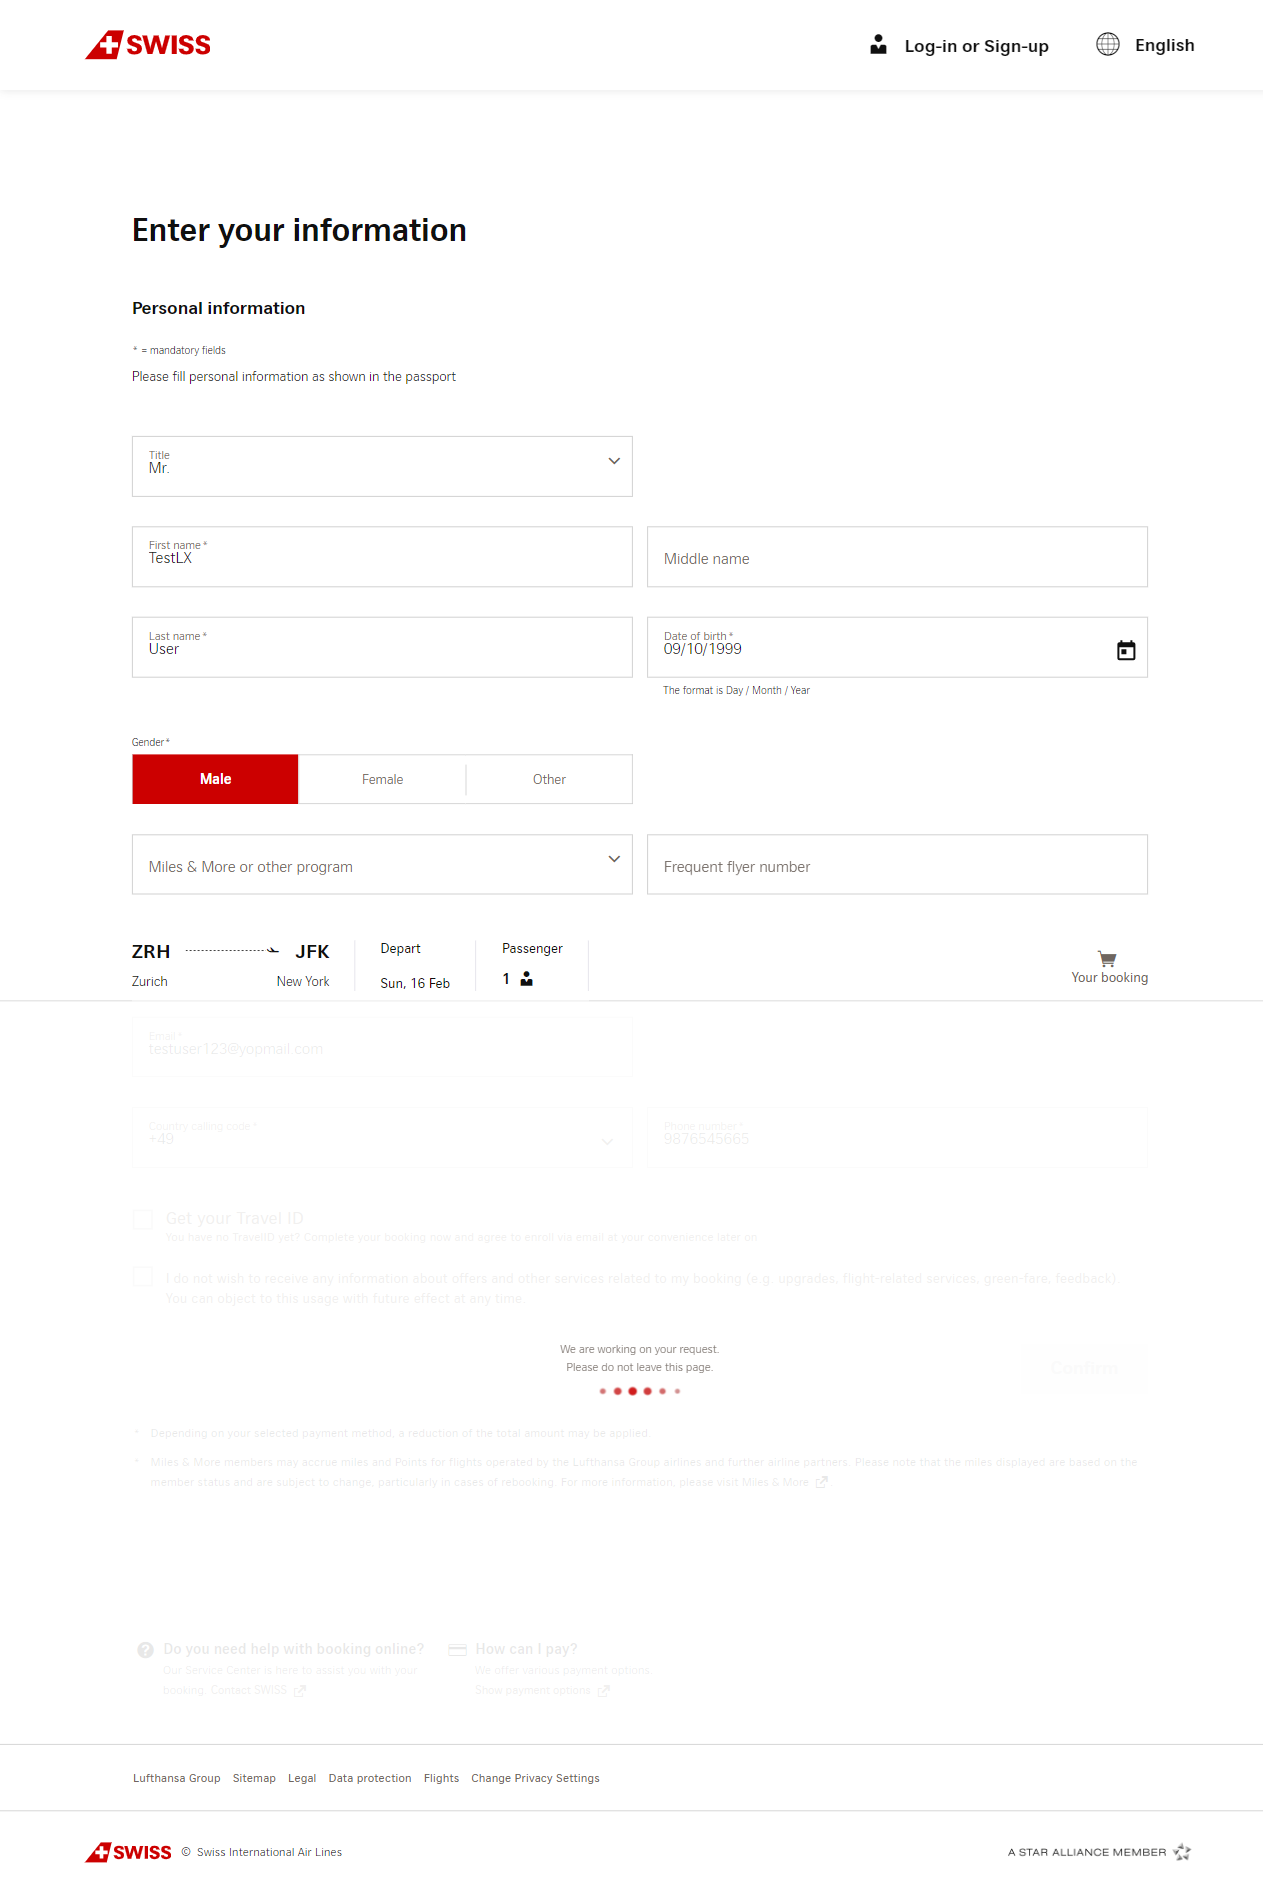 SWISS
Log-in or Sign-up
English
Enter your information
Personal information
* = mandatory fields
Please fill personal information as shown in the passport
Title
Mr.
First name *
TestLX
Middle name
Last name *
User
Date of birth *
09/10/1999
The format is Day / Month / Year
Gender*
Male
Female
Other
Miles & More or other program
Frequent flyer number
ZRH
JFK
Zurich
New York
Depart
Sun, 16 Feb
Passenger
1
Your booking
Email *
testuser123@yopmail.com
Country calling code *
+49
Phone number *
9876545665
Get your Travel ID
You have no TravelID yet? Complete your booking now and agree to enroll via email at your convenience later on.
I do not wish to receive any information about offers and other services related to my booking (e.g. upgrades, flight-related services, green-fare, feedback).
You can object to this usage with future effect at any time.
We are working on your request.
Please do not leave this page.
Confirm
* Depending on your selected payment method, a reduction of the total amount may be applied.
* Miles & More members may accrue miles and Points for flights operated by the Lufthansa Group airlines and further airline partners. Please note that the miles displayed are based on the
member status and are subject to change, particularly in cases of rebooking. For more information, please visit Miles & More
Do you need help with booking online?
Our Service Center is here to assist you with your
booking. Contact SWISS
How can I pay?
We offer various payment options.
Show payment options
Lufthansa Group
Sitemap
Legal
Data protection
Flights
Change Privacy Settings
SWISS
© Swiss International Air Lines
A STAR ALLIANCE MEMBER